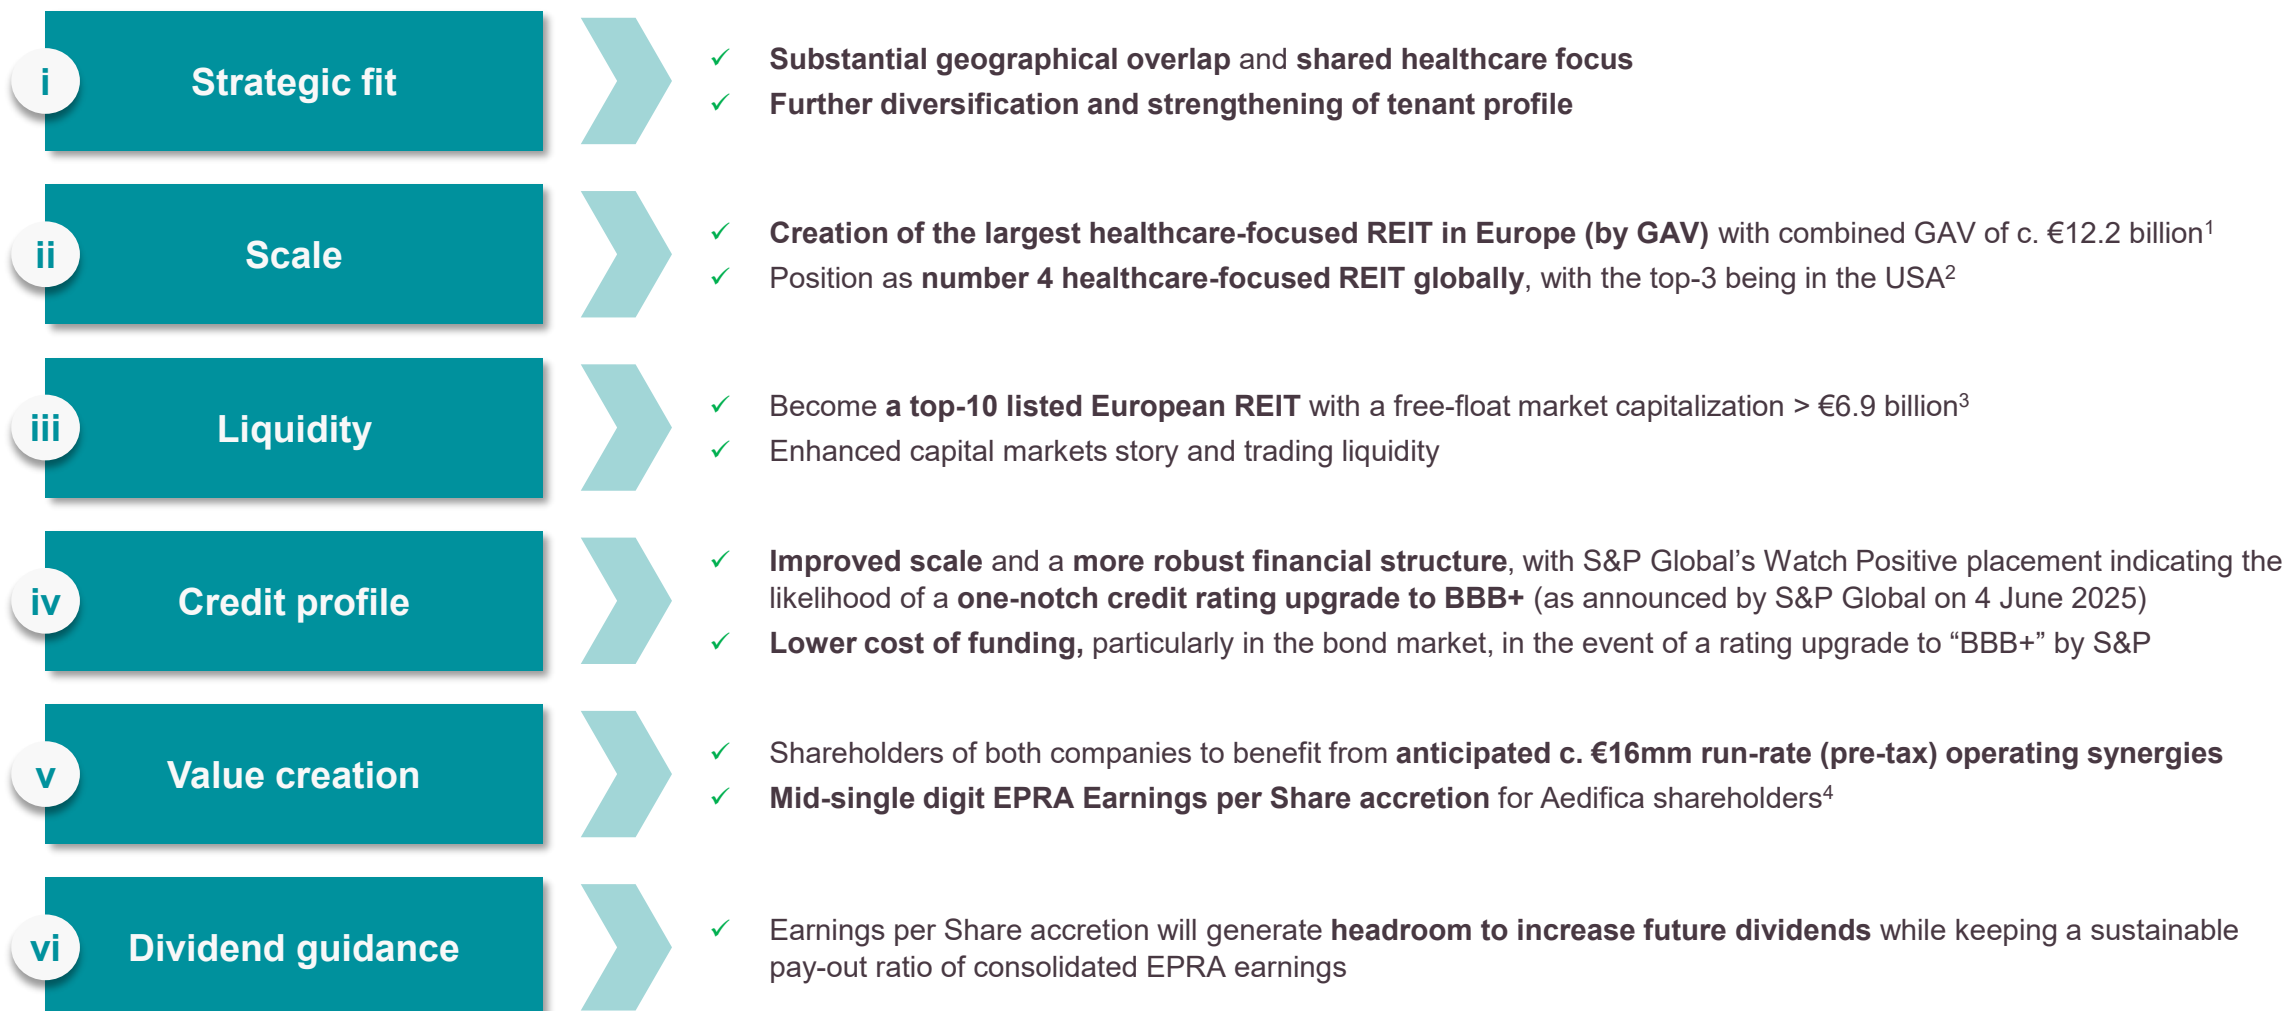 i
Strategic fit
✓ Substantial geographical overlap and shared healthcare focus
✓ Further diversification and strengthening of tenant profile
ii
Scale
✓ Creation of the largest healthcare-focused REIT in Europe (by GAV) with combined GAV of c. €12.2 billion¹
✓ Position as number 4 healthcare-focused REIT globally, with the top-3 being in the USA²
iii
Liquidity
✓ Become a top-10 listed European REIT with a free-float market capitalization > €6.9 billion³
✓ Enhanced capital markets story and trading liquidity
iv
Credit profile
✓ Improved scale and a more robust financial structure, with S&P Global’s Watch Positive placement indicating the
likelihood of a one-notch credit rating upgrade to BBB+ (as announced by S&P Global on 4 June 2025)
✓ Lower cost of funding, particularly in the bond market, in the event of a rating upgrade to “BBB+” by S&P
v
Value creation
✓ Shareholders of both companies to benefit from anticipated c. €16mm run-rate (pre-tax) operating synergies
✓ Mid-single digit EPRA Earnings per Share accretion for Aedifica shareholders⁴
vi
Dividend guidance
✓ Earnings per Share accretion will generate headroom to increase future dividends while keeping a sustainable
pay-out ratio of consolidated EPRA earnings